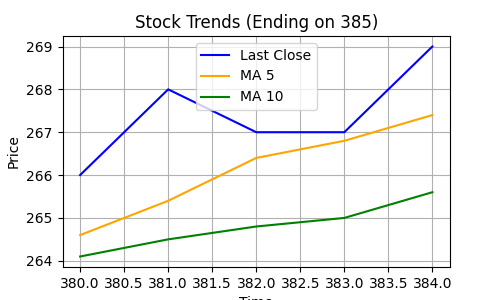 Stock Trends (Ending on 385)
Last Close
MA 5
MA 10
Price
269
268
267
266
265
264
380.0 380.5 381.0 381.5 382.0 382.5 383.0 383.5 384.0
Time